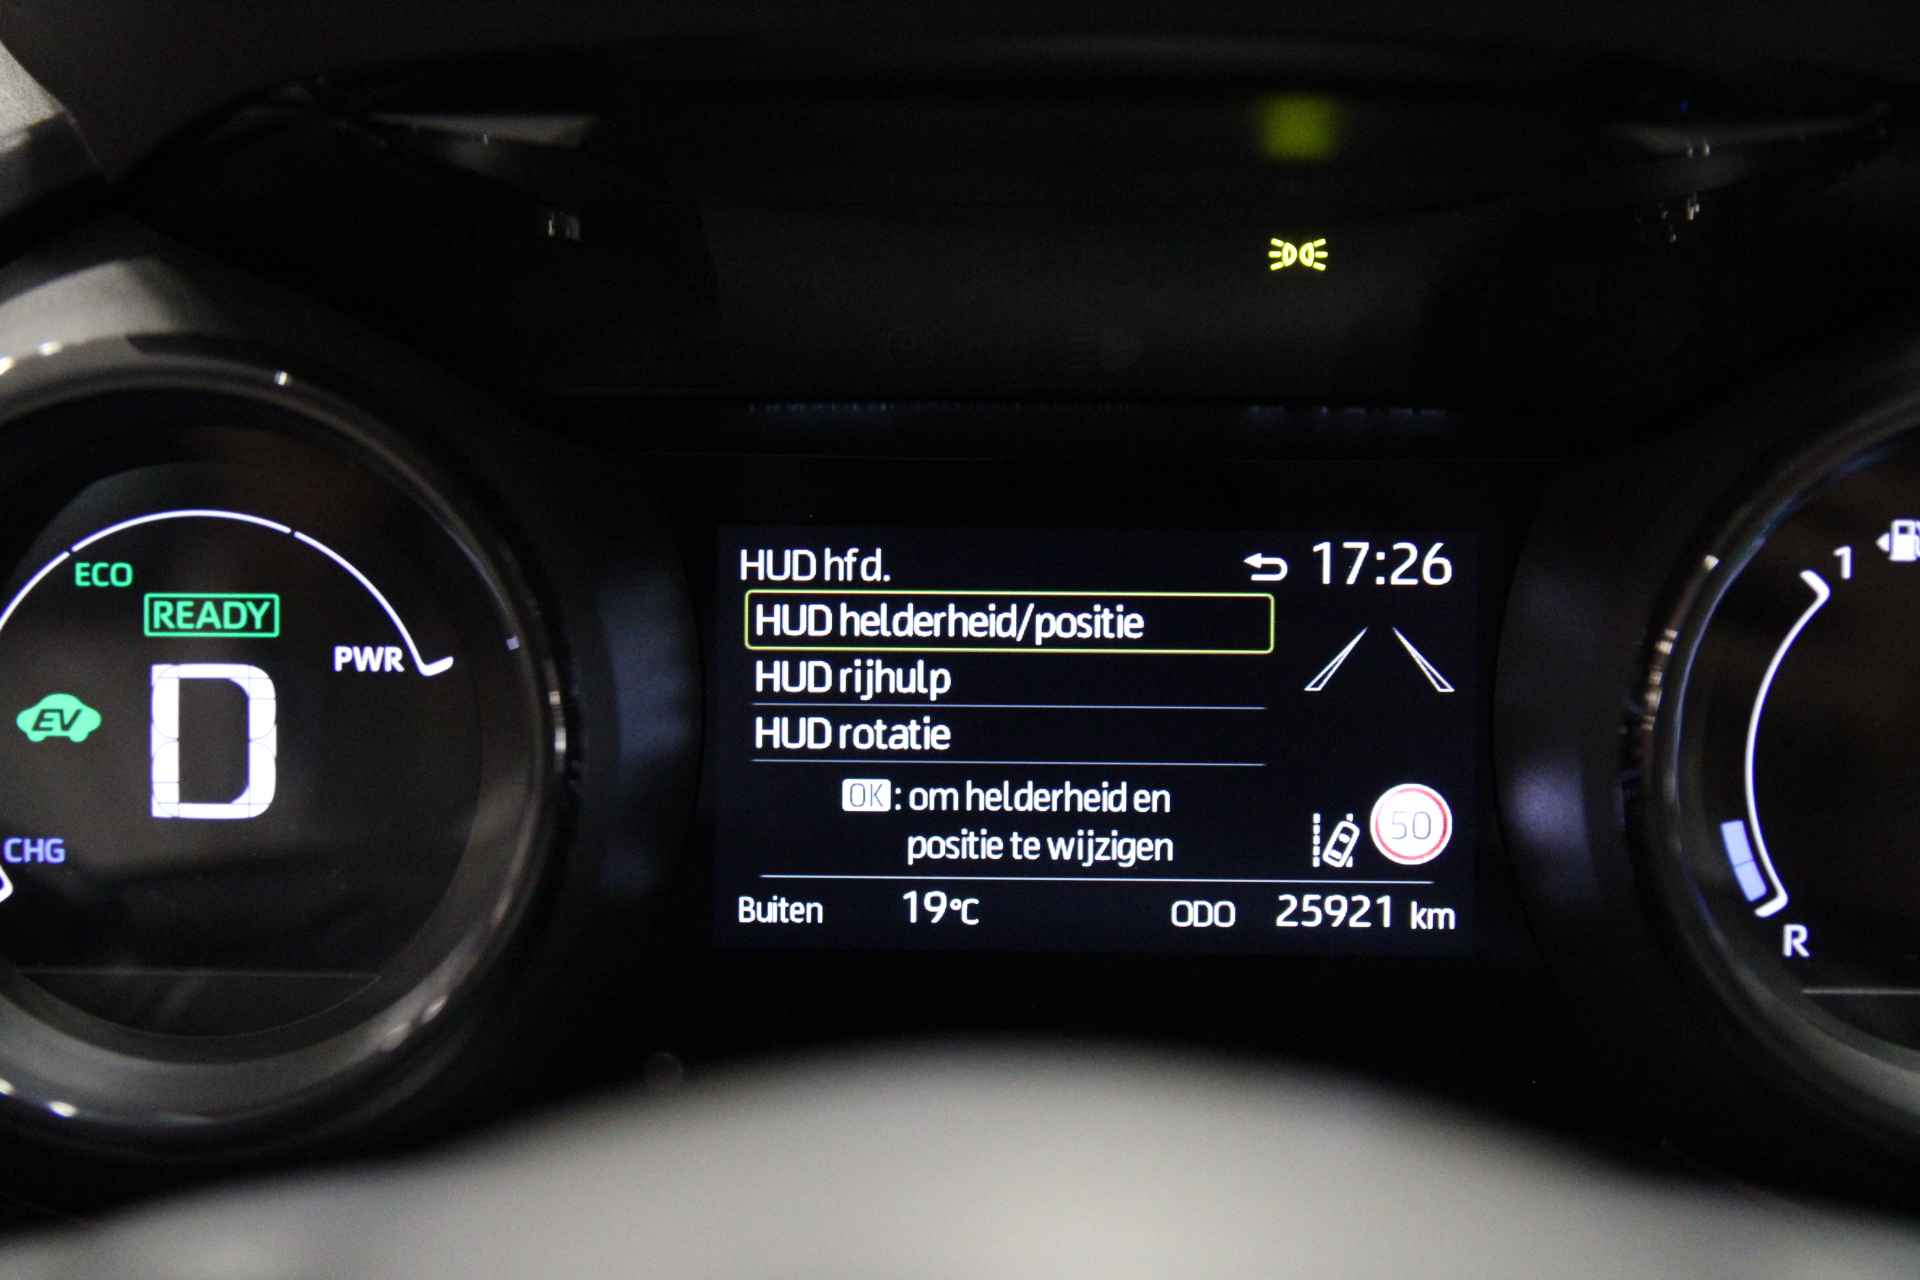 HUD hfd.
17:26
HUD helderheid/positie
HUD rijhulp
HUD rotatie
OK : om helderheid en
positie te wijzigen
50
Buiten 19°C ODO 25921 km
ECO
READY
PWR
EV
D
CHG
1
R